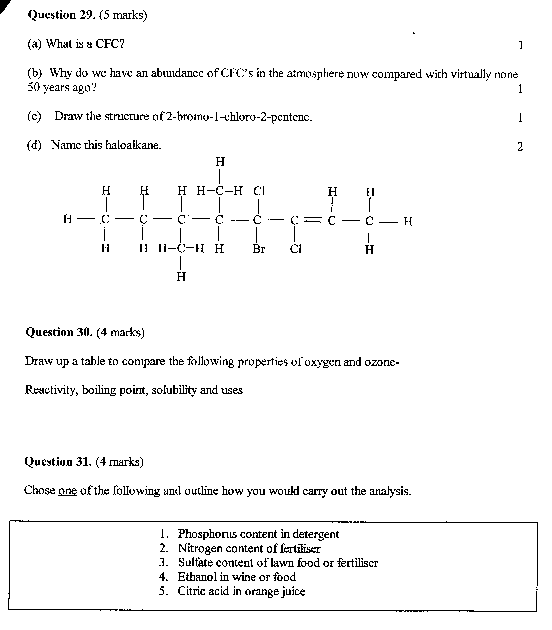 Question 29. (5 marks)
(a) What is a CFC? 1
(b) Why do we have an abundance of CFC's in the atmosphere now compared with virtually none
50 years ago? 1
(c) Draw the structure of 2-bromo-1-chloro-2-pentene. 1
(d) Name this haloalkane. 2
H
H H H H-C-H Cl H H
H — C — C — C — C — C — C = C — C — H
H H H-C-H H Br Cl H
H
Question 30. (4 marks)
Draw up a table to compare the following properties of oxygen and ozone-
Reactivity, boiling point, solubility and uses
Question 31. (4 marks)
Chose one of the following and outline how you would carry out the analysis.
1. Phosphorus content in detergent
2. Nitrogen content of fertiliser
3. Sulfate content of lawn food or fertiliser
4. Ethanol in wine or food
5. Citric acid in orange juice